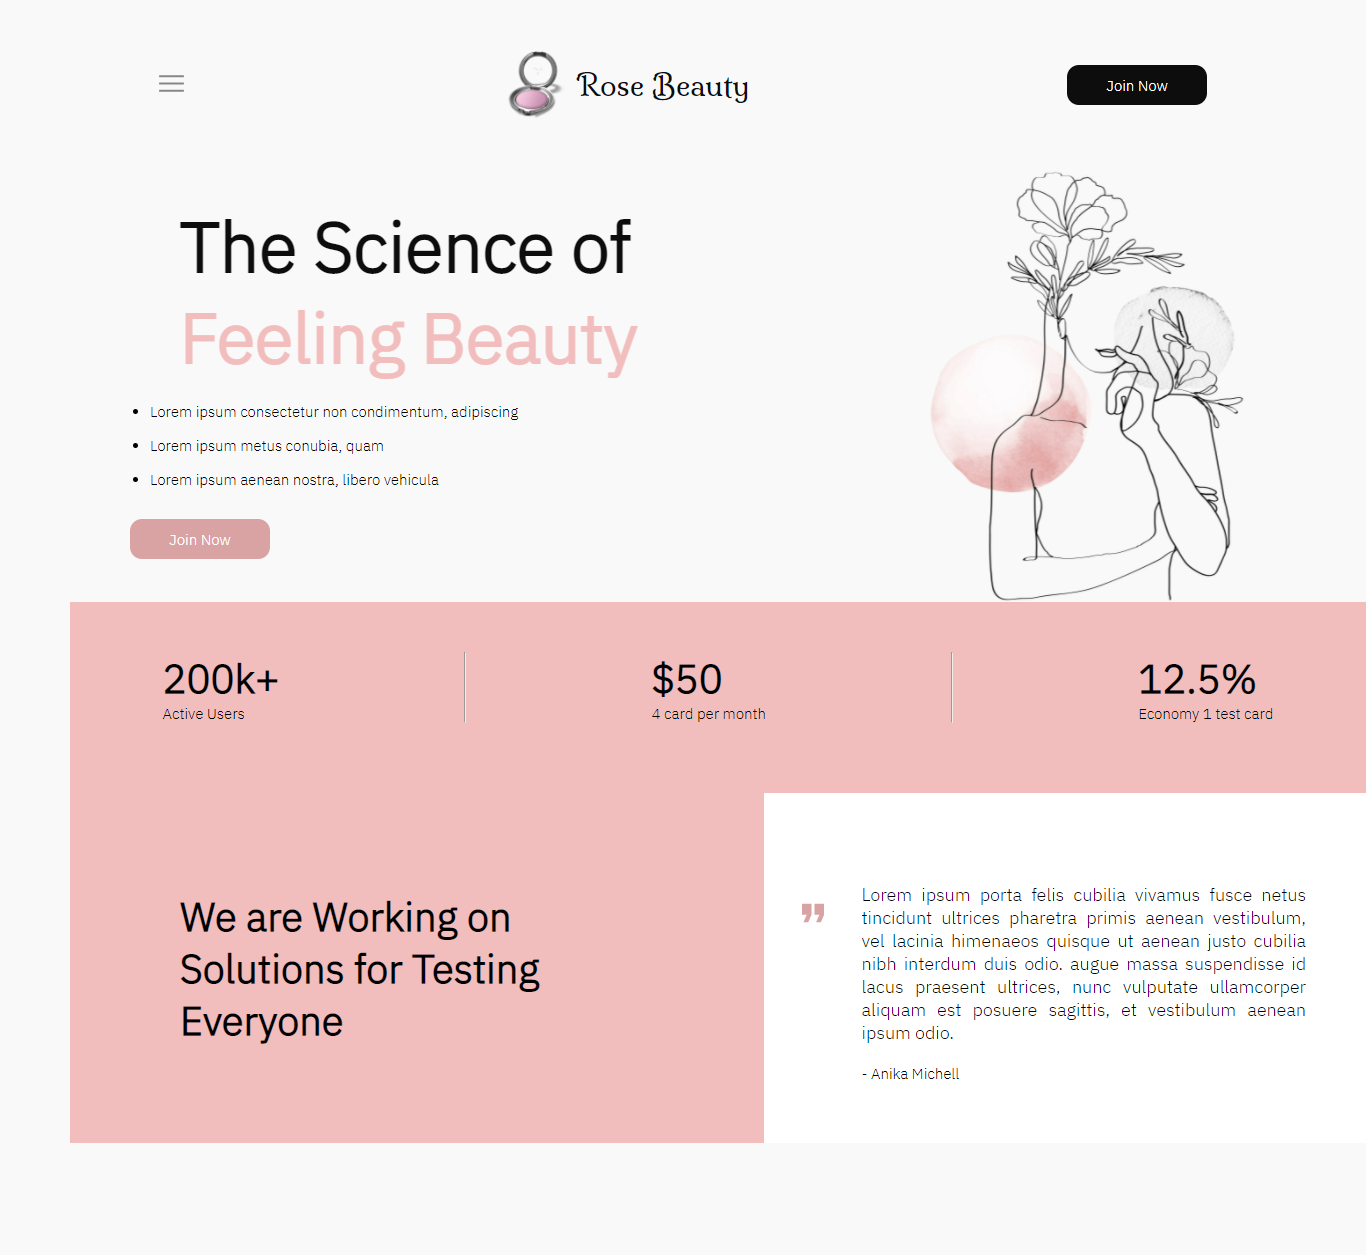 Rose Beauty
Join Now
The Science of
Feeling Beauty
Lorem ipsum consectetur non condimentum, adipiscing
Lorem ipsum metus conubia, quam
Lorem ipsum aenean nostra, libero vehicula
Join Now
200k+
Active Users
$50
4 card per month
12.5%
Economy 1 test card
We are Working on
Solutions for Testing
Everyone
Lorem ipsum porta felis cubilia vivamus fusce netus
tincidunt ultrices pharetra primis aenean vestibulum,
vel lacinia himenaeos quisque ut aenean justo cubilia
nibh interdum duis odio. augue massa suspendisse id
lacus praesent ultrices, nunc vulputate ullamcorper
aliquam est posuere sagittis, et vestibulum aenean
ipsum odio.
- Anika Michell